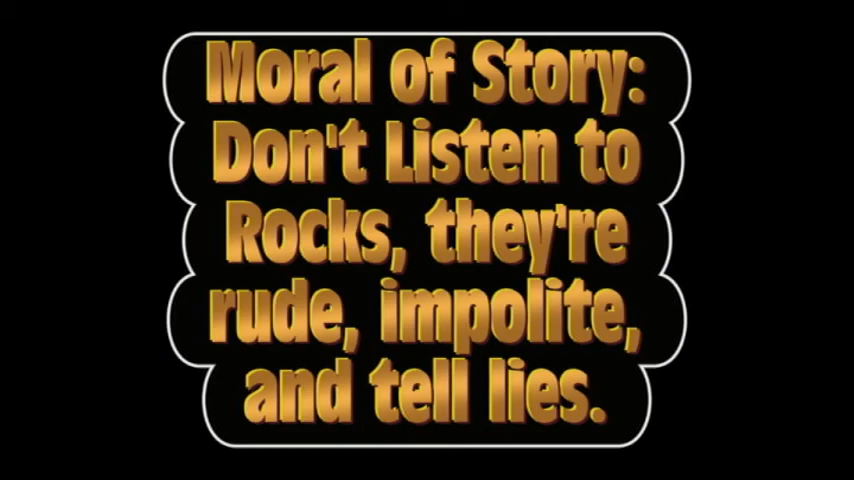 Moral of Story:
Don't Listen to
Rocks, they're
rude, impolite,
and tell lies.